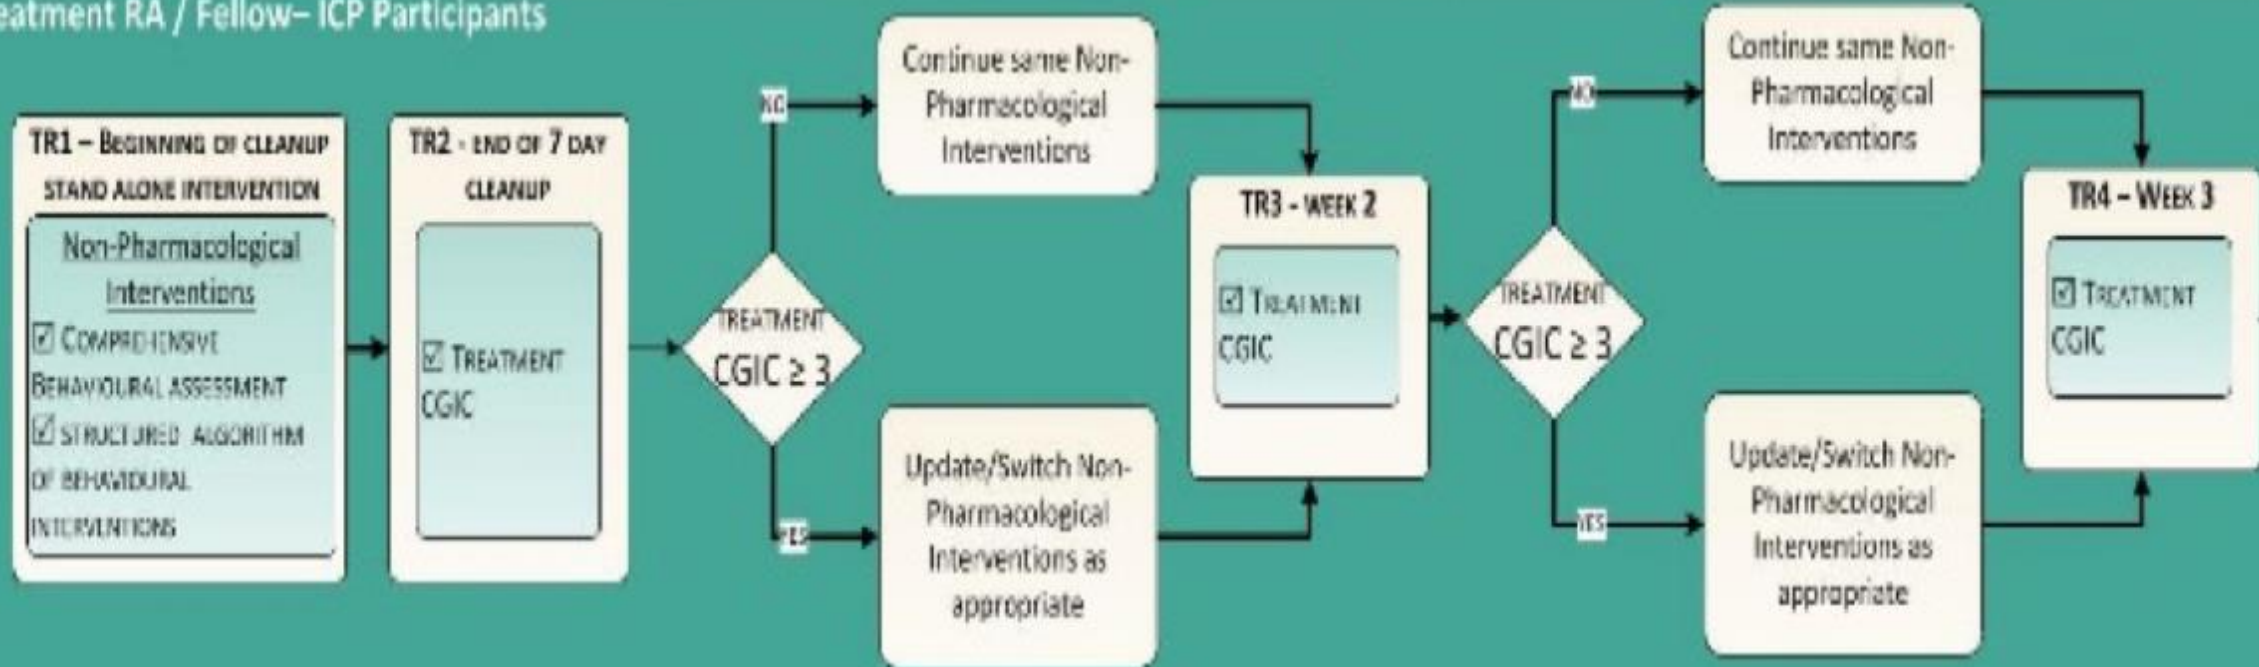 eatment RA / Fellow– ICP Participants
TR1 – BEGINNING OF CLEANUP
STAND ALONE INTERVENTION
Non-Pharmacological
Interventions
☑ COMPREHENSIVE
BEHAVIOURAL ASSESSMENT
☑ STRUCTURED ALGORITHM
OF BEHAVIOURAL
INTERVENTIONS
TR2 - END OF 7 DAY
CLEANUP
☑ TREATMENT
CGIC
TREATMENT
CGIC ≥ 3
NO
Continue same Non-
Pharmacological
Interventions
YES
Update/Switch Non-
Pharmacological
Interventions as
appropriate
TR3 - WEEK 2
☑ TREATMENT
CGIC
TREATMENT
CGIC ≥ 3
NO
Continue same Non-
Pharmacological
Interventions
YES
Update/Switch Non-
Pharmacological
Interventions as
appropriate
TR4 – WEEK 3
☑ TREATMENT
CGIC